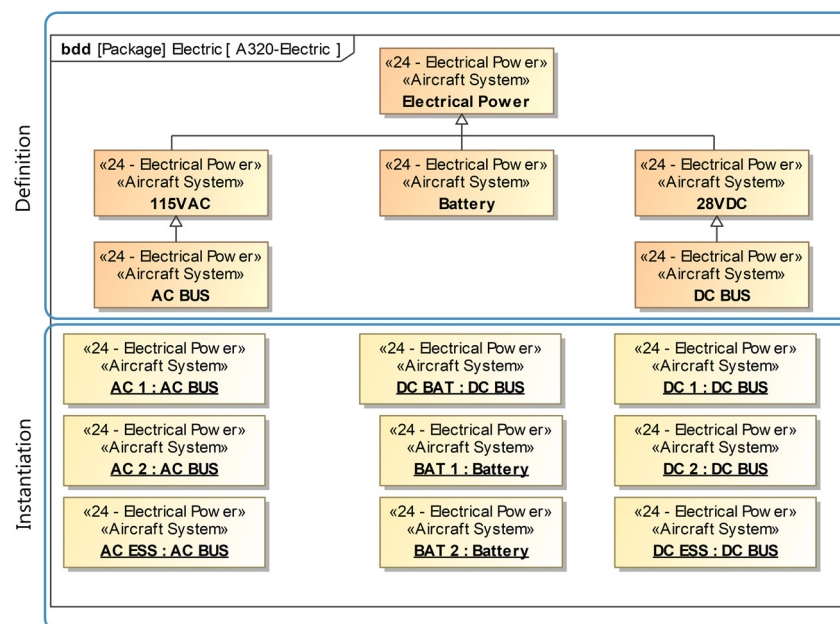 bdd [Package] Electric [ A320-Electric ]
«24 - Electrical Power»
«Aircraft System»
Electrical Power
Definition
«24 - Electrical Power»
«Aircraft System»
115VAC
«24 - Electrical Power»
«Aircraft System»
Battery
«24 - Electrical Power»
«Aircraft System»
28VDC
«24 - Electrical Power»
«Aircraft System»
AC BUS
«24 - Electrical Power»
«Aircraft System»
DC BUS
Instantiation
«24 - Electrical Power»
«Aircraft System»
AC 1 : AC BUS
«24 - Electrical Power»
«Aircraft System»
DC BAT : DC BUS
«24 - Electrical Power»
«Aircraft System»
DC 1 : DC BUS
«24 - Electrical Power»
«Aircraft System»
AC 2 : AC BUS
«24 - Electrical Power»
«Aircraft System»
BAT 1 : Battery
«24 - Electrical Power»
«Aircraft System»
DC 2 : DC BUS
«24 - Electrical Power»
«Aircraft System»
AC ESS : AC BUS
«24 - Electrical Power»
«Aircraft System»
BAT 2 : Battery
«24 - Electrical Power»
«Aircraft System»
DC ESS : DC BUS